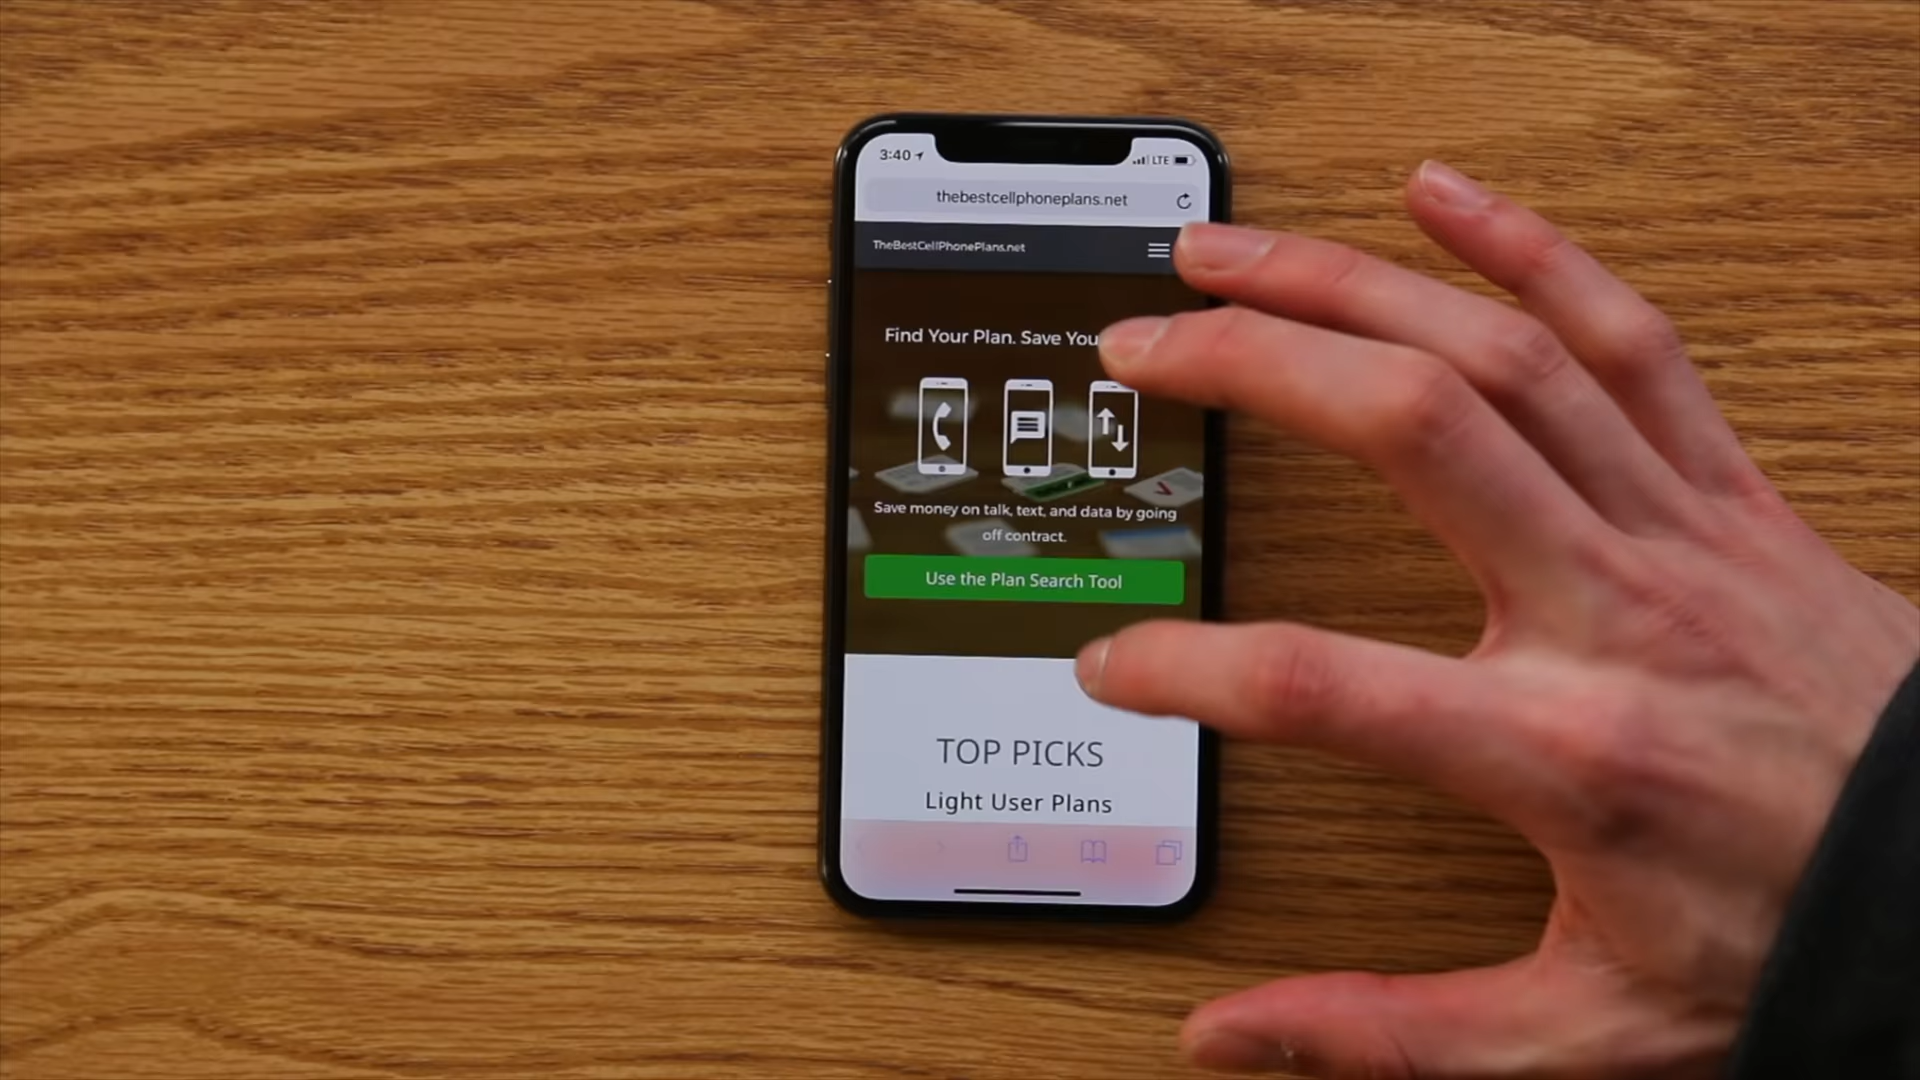 3:40
LTE
thebestcellphoneplans.net
TheBestCellPhonePlans.net
Find Your Plan. Save You
Save money on talk, text, and data by going
off contract.
Use the Plan Search Tool
TOP PICKS
Light User Plans